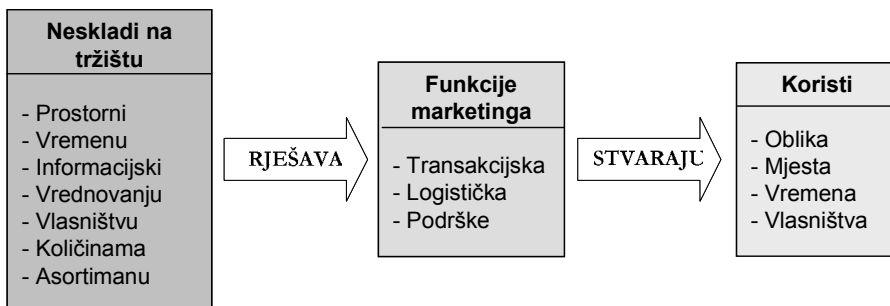 Neskladi na
tržištu
- Prostorni
- Vremenu
- Informacijski
- Vrednovanju
- Vlasništvu
- Količinama
- Asortimanu
RJEŠAVA
Funkcije
marketinga
- Transakcijska
- Logistička
- Podrške
STVARAJU
Koristi
- Oblika
- Mjesta
- Vremena
- Vlasništva